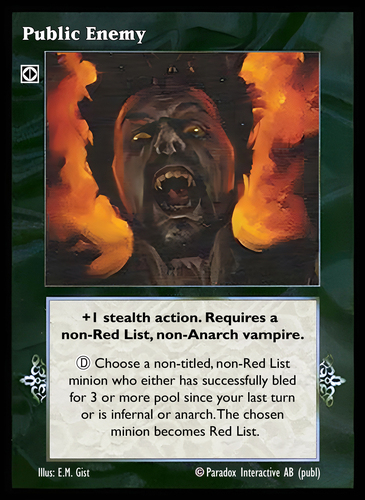 Public Enemy
+1 stealth action. Requires a
non-Red List, non-Anarch vampire.
Ⓓ Choose a non-titled, non-Red List
minion who either has successfully bled
for 3 or more pool since your last turn
or is infernal or anarch. The chosen
minion becomes Red List.
Illus: E.M. Gist
© Paradox Interactive AB (publ)